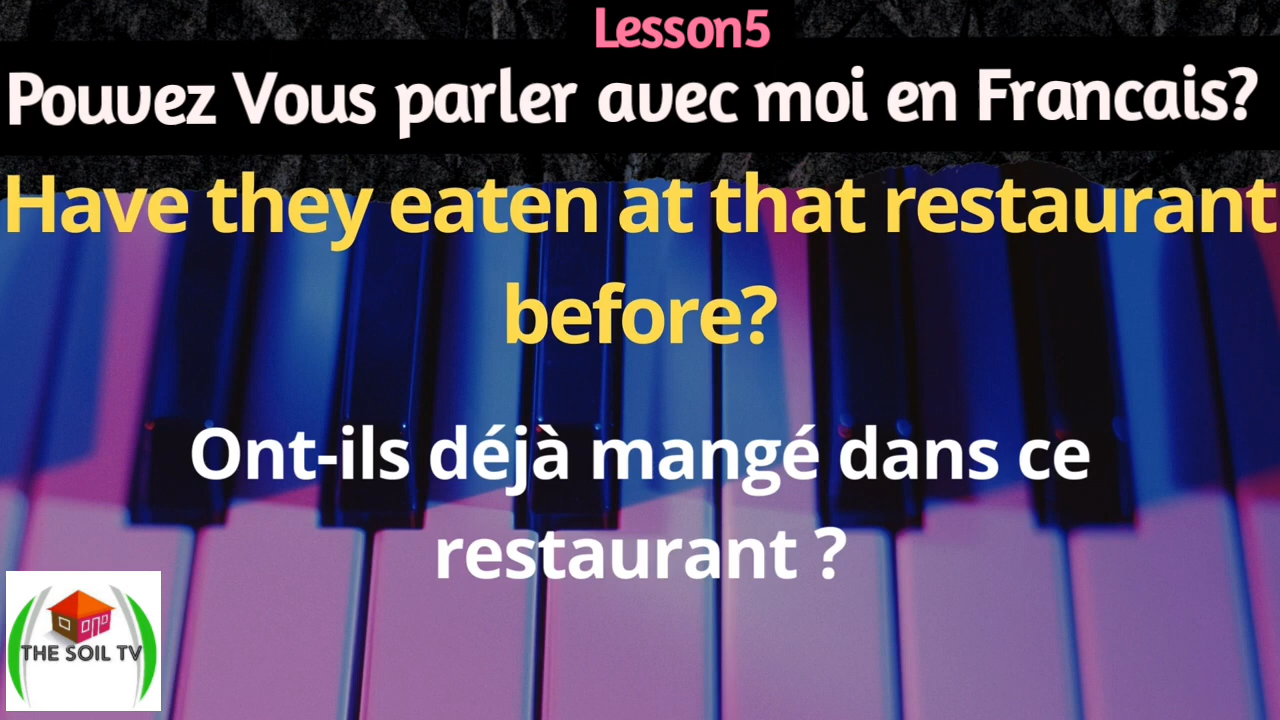 Lesson5
Pouvez Vous parler avec moi en Francais?
Have they eaten at that restaurant
before?
Ont-ils déjà mangé dans ce
restaurant ?
THE SOIL TV